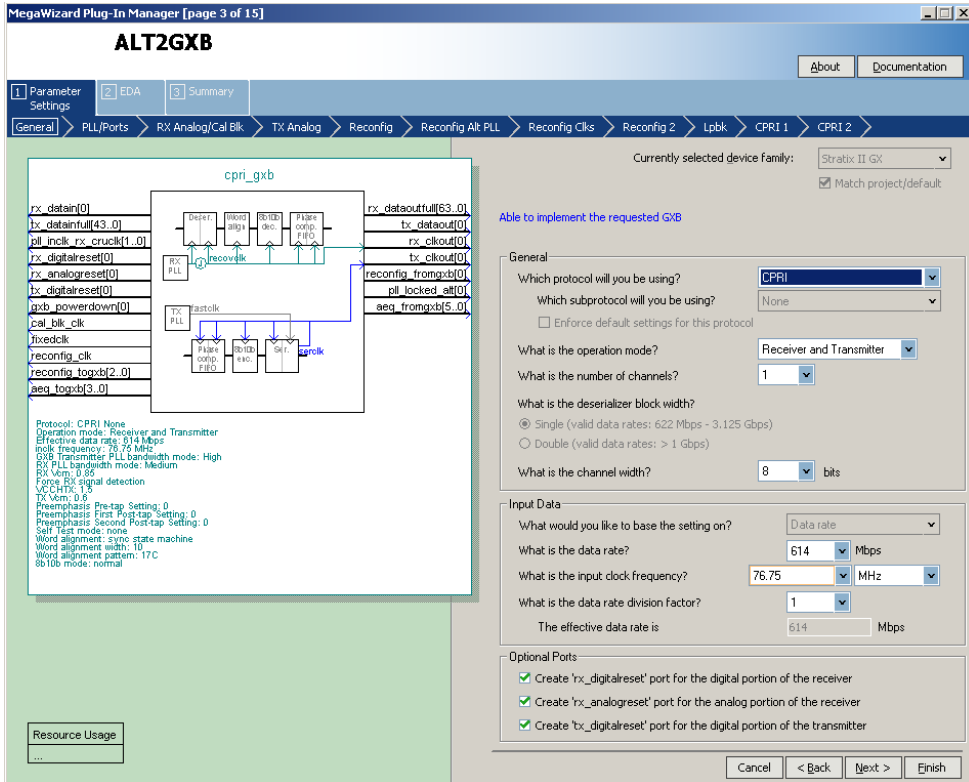 MegaWizard Plug-In Manager [page 3 of 15]
ALT2GXB
About Documentation
1 Parameter Settings 2 EDA 3 Summary
General PLL/Ports RX Analog/Cal Blk TX Analog Reconfig Reconfig Alt PLL Reconfig Clks Reconfig 2 Lpbk CPRI 1 CPRI 2
Currently selected device family: Stratix II GX
Match project/default
Able to implement the requested GXB
cpri_gxb
rx_datain[0]
tx_datainfull[43..0]
pll_inclk_rx_cruclk[1..0]
rx_digitalreset[0]
rx_analogreset[0]
tx_digitalreset[0]
gxb_powerdown[0]
cal_blk_clk
fixedclk
reconfig_clk
reconfig_togxb[2..0]
aeq_togxb[3..0]
Deser.
Word align
8b10b dec.
Phase comp. FIFO
RX PLL
recovclk
TX PLL
fastclk
Phase comp. FIFO
8b10b enc.
Ser.
serclk
rx_dataoutfull[63..0]
tx_dataout[0]
rx_clkout[0]
tx_clkout[0]
reconfig_fromgxb[0]
pll_locked_alt[0]
aeq_fromgxb[5..0]
Protocol: CPRI None
Operation mode: Receiver and Transmitter
Effective data rate: 614 Mbps
inclk frequency: 76.75 MHz
GXB Transmitter PLL bandwidth mode: High
RX PLL bandwidth mode: Medium
RX Vcm: 0.85
Force RX signal detection
VCCHTX: 1.5
TX Vcm: 0.6
Preemphasis Pre-tap Setting: 0
Preemphasis First Post-tap Setting: 0
Preemphasis Second Post-tap Setting: 0
Self Test mode: none
Word alignment: sync state machine
Word alignment width: 10
Word alignment pattern: 17C
8b10b mode: normal
Resource Usage
...
General
Which protocol will you be using? CPRI
Which subprotocol will you be using? None
Enforce default settings for this protocol
What is the operation mode? Receiver and Transmitter
What is the number of channels? 1
What is the deserializer block width?
Single (valid data rates: 622 Mbps - 3.125 Gbps)
Double (valid data rates: > 1 Gbps)
What is the channel width? 8 bits
Input Data
What would you like to base the setting on? Data rate
What is the data rate? 614 Mbps
What is the input clock frequency? 76.75 MHz
What is the data rate division factor? 1
The effective data rate is 614 Mbps
Optional Ports
Create 'rx_digitalreset' port for the digital portion of the receiver
Create 'rx_analogreset' port for the analog portion of the receiver
Create 'tx_digitalreset' port for the digital portion of the transmitter
Cancel < Back Next > Finish